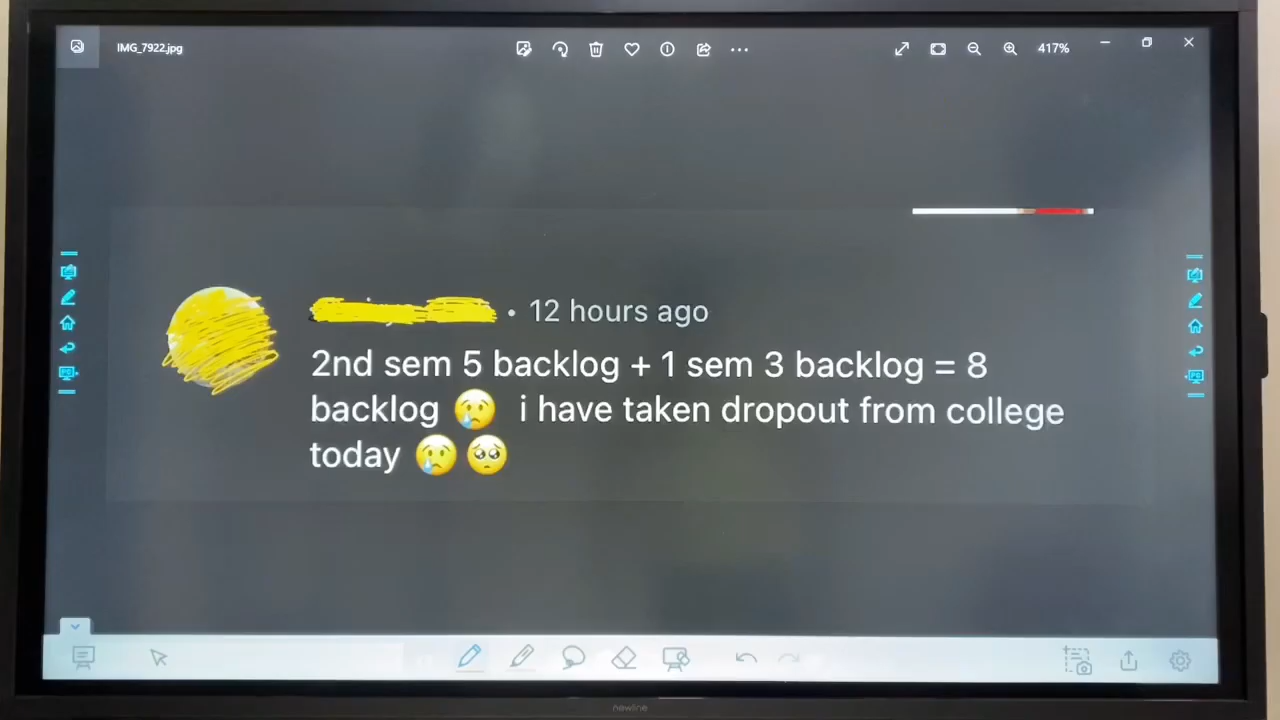 IMG_7922.jpg
417%
• 12 hours ago
2nd sem 5 backlog + 1 sem 3 backlog = 8
backlog 😢 i have taken dropout from college
today 😢 🥺
newline